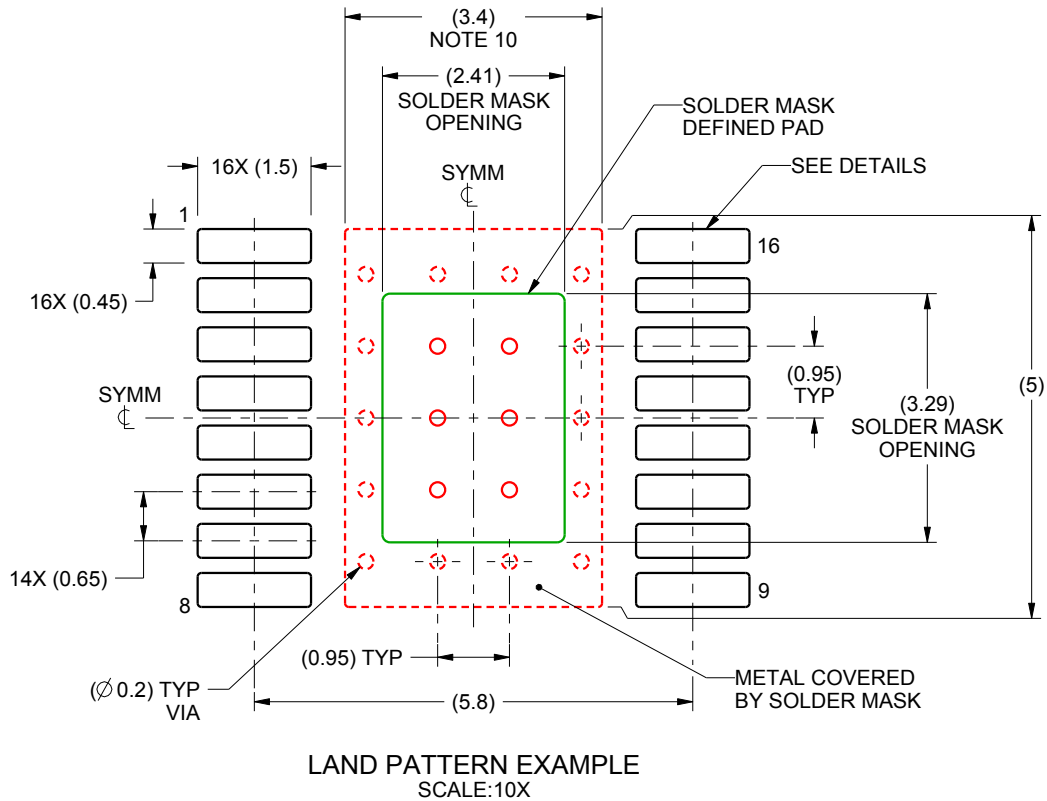 (3.4)
NOTE 10
(2.41)
SOLDER MASK
OPENING
SOLDER MASK
DEFINED PAD
16X (1.5)
SYMM
℄
SEE DETAILS
1
16
16X (0.45)
(0.95)
TYP
(5)
SYMM
℄
(3.29)
SOLDER MASK
OPENING
14X (0.65)
8
9
(0.95) TYP
(∅ 0.2) TYP
VIA
(5.8)
METAL COVERED
BY SOLDER MASK
LAND PATTERN EXAMPLE
SCALE:10X